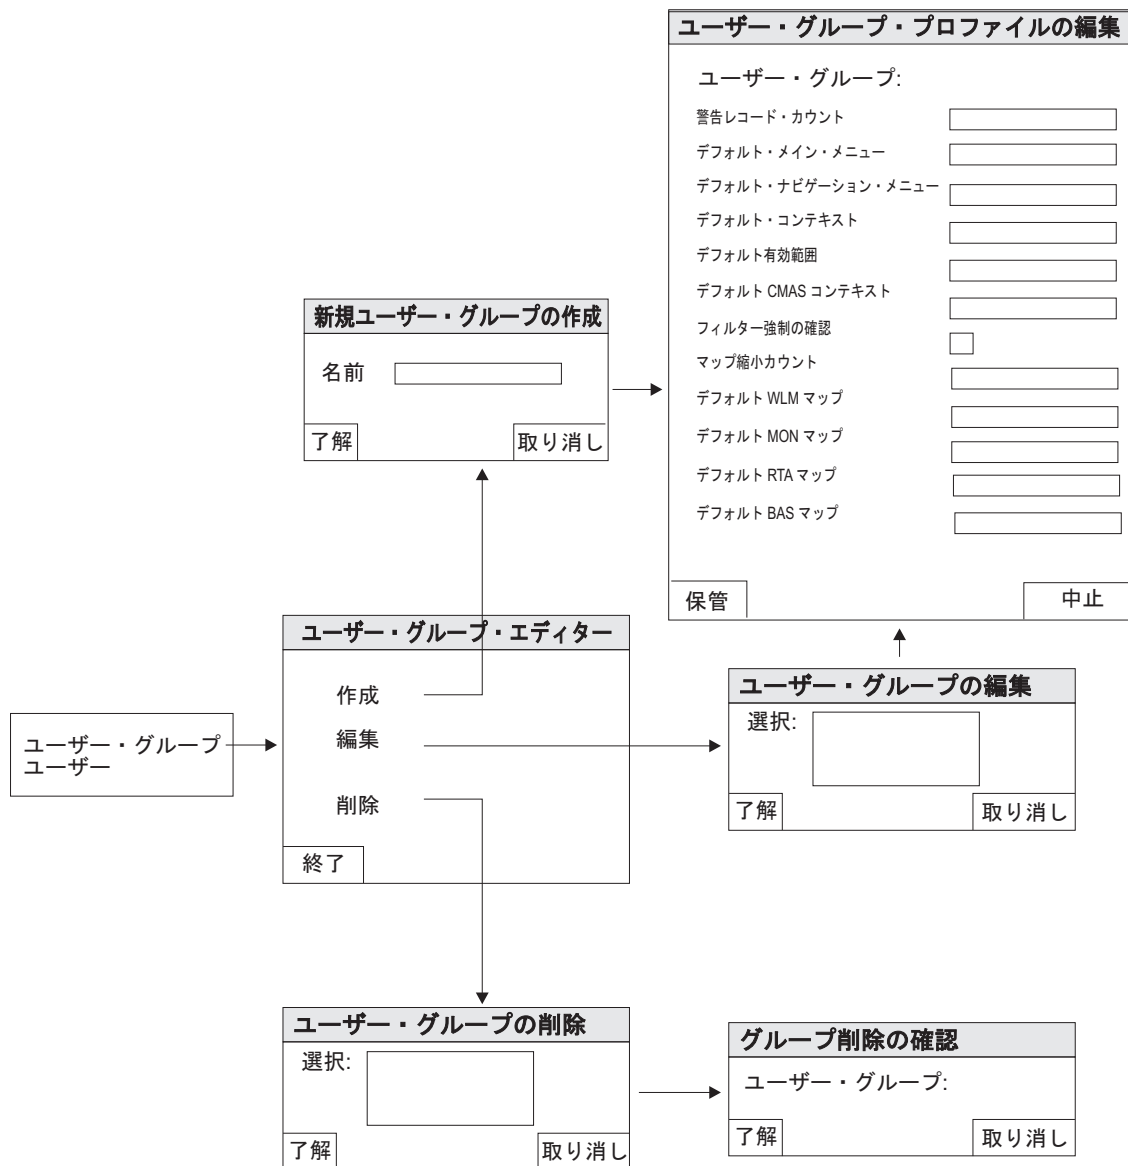 ユーザー・グループ・プロファイルの編集
ユーザー・グループ:
警告レコード・カウント
デフォルト・メイン・メニュー
デフォルト・ナビゲーション・メニュー
デフォルト・コンテキスト
デフォルト有効範囲
デフォルト CMAS コンテキスト
フィルター強制の確認
マップ縮小カウント
デフォルト WLM マップ
デフォルト MON マップ
デフォルト RTA マップ
デフォルト BAS マップ
保管
中止
新規ユーザー・グループの作成
名前
了解
取り消し
ユーザー・グループ・エディター
作成
編集
削除
終了
ユーザー・グループ
ユーザー
ユーザー・グループの編集
選択:
了解
取り消し
ユーザー・グループの削除
選択:
了解
取り消し
グループ削除の確認
ユーザー・グループ:
了解
取り消し